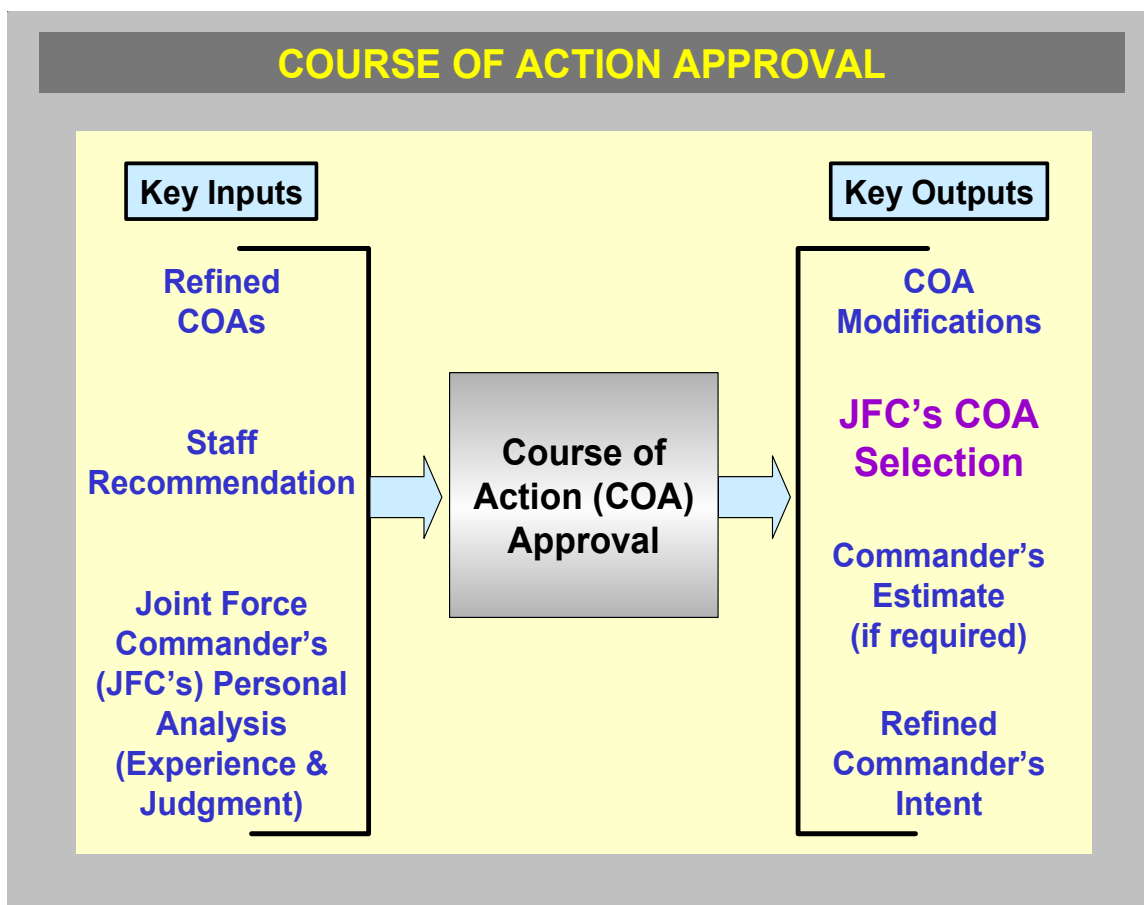 COURSE OF ACTION APPROVAL
Key Inputs
Refined
COAs
Staff
Recommendation
Joint Force
Commander’s
(JFC’s) Personal
Analysis
(Experience &
Judgment)
Course of
Action (COA)
Approval
Key Outputs
COA
Modifications
JFC’s COA
Selection
Commander’s
Estimate
(if required)
Refined
Commander’s
Intent